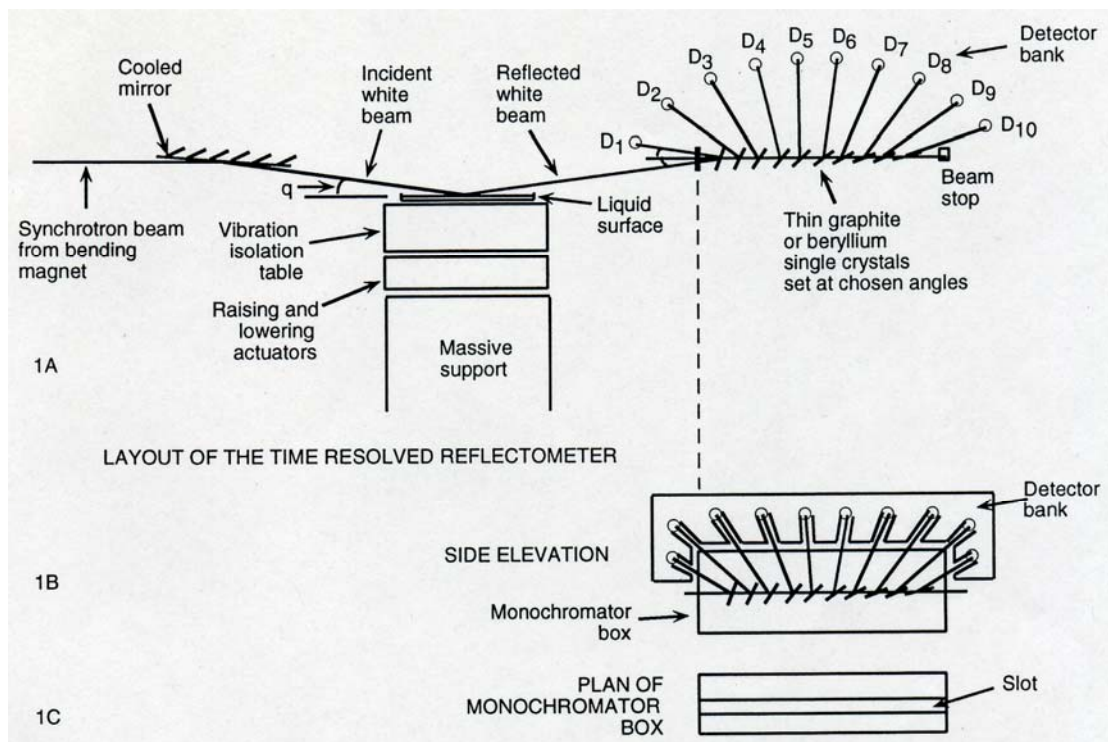 Cooled
mirror
Incident
white
beam
Reflected
white
beam
D1
D2
D3
D4
D5
D6
D7
D8
D9
D10
Detector
bank
Beam
stop
q
Synchrotron beam
from bending
magnet
Vibration
isolation
table
Liquid
surface
Thin graphite
or beryllium
single crystals
set at chosen angles
Raising and
lowering
actuators
Massive
support
1A
LAYOUT OF THE TIME RESOLVED REFLECTOMETER
Detector
bank
SIDE ELEVATION
1B
Monochromator
box
PLAN OF
MONOCHROMATOR
BOX
Slot
1C